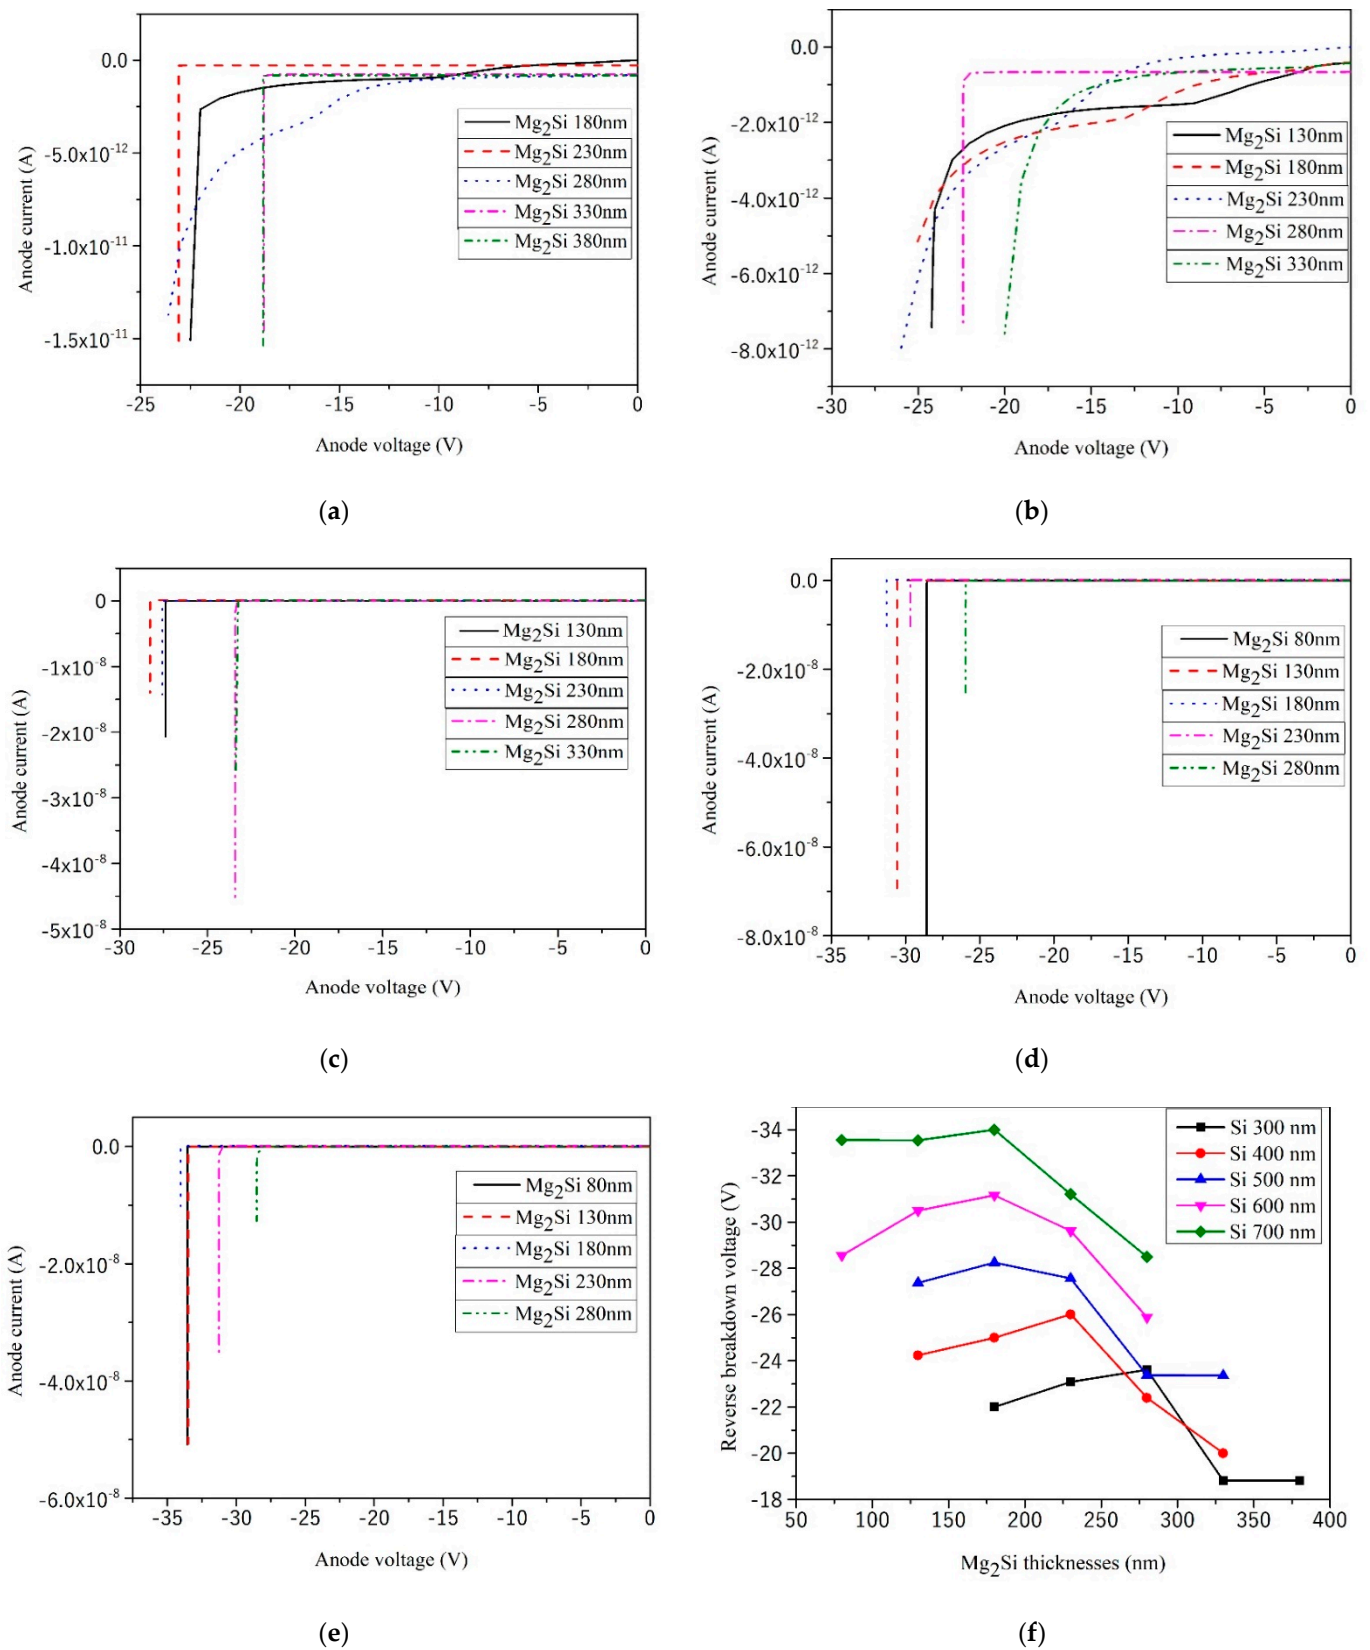 0.0
-5.0x10⁻¹²
-1.0x10⁻¹¹
-1.5x10⁻¹¹
Anode current (A)
Mg₂Si 180nm
Mg₂Si 230nm
Mg₂Si 280nm
Mg₂Si 330nm
Mg₂Si 380nm
-25 -20 -15 -10 -5 0
Anode voltage (V)
(a)
0.0
-2.0x10⁻¹²
-4.0x10⁻¹²
-6.0x10⁻¹²
-8.0x10⁻¹²
Anode current (A)
Mg₂Si 130nm
Mg₂Si 180nm
Mg₂Si 230nm
Mg₂Si 280nm
Mg₂Si 330nm
-30 -25 -20 -15 -10 -5 0
Anode voltage (V)
(b)
0
-1x10⁻⁸
-2x10⁻⁸
-3x10⁻⁸
-4x10⁻⁸
-5x10⁻⁸
Anode current (A)
Mg₂Si 130nm
Mg₂Si 180nm
Mg₂Si 230nm
Mg₂Si 280nm
Mg₂Si 330nm
-30 -25 -20 -15 -10 -5 0
Anode voltage (V)
(c)
0.0
-2.0x10⁻⁸
-4.0x10⁻⁸
-6.0x10⁻⁸
-8.0x10⁻⁸
Anode current (A)
Mg₂Si 80nm
Mg₂Si 130nm
Mg₂Si 180nm
Mg₂Si 230nm
Mg₂Si 280nm
-35 -30 -25 -20 -15 -10 -5 0
Anode voltage (V)
(d)
0.0
-2.0x10⁻⁸
-4.0x10⁻⁸
-6.0x10⁻⁸
Anode current (A)
Mg₂Si 80nm
Mg₂Si 130nm
Mg₂Si 180nm
Mg₂Si 230nm
Mg₂Si 280nm
-35 -30 -25 -20 -15 -10 -5 0
Anode voltage (V)
(e)
-34
-32
-30
-28
-26
-24
-22
-20
-18
Reverse breakdown voltage (V)
Si 300 nm
Si 400 nm
Si 500 nm
Si 600 nm
Si 700 nm
50 100 150 200 250 300 350 400
Mg₂Si thicknesses (nm)
(f)